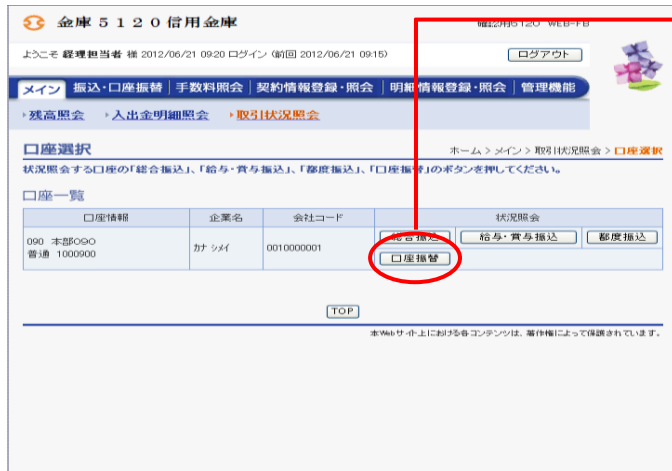 金庫５１２０信用金庫
確認用5120 WEB-FB
ようこそ 経理担当者 様 2012/06/21 09:20 ログイン (前回 2012/06/21 09:15)
ログアウト
メイン 振込・口座振替 手数料照会 契約情報登録・照会 明細情報登録・照会 管理機能
残高照会 入出金明細照会 取引状況照会
口座選択
ホーム > メイン > 取引状況照会 > 口座選択
状況照会する口座の「総合振込」、「給与・賞与振込」、「都度振込」、「口座振替」のボタンを押してください。
口座一覧
口座情報 企業名 会社コード 状況照会
090 本部090 カナ シメイ 0010000001 総合振込 給与・賞与振込 都度振込
普通 1000900 口座振替
TOP
本Webサイト上における各コンテンツは、著作権によって保護されています。